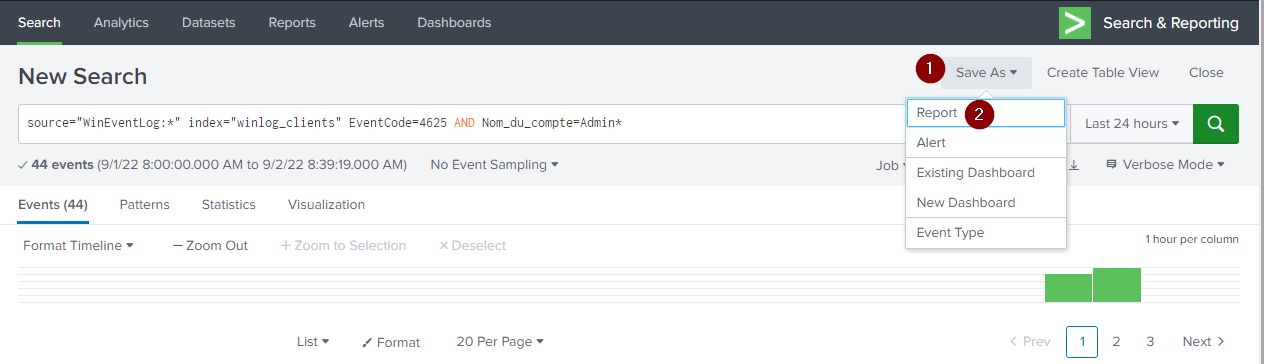 Search Analytics Datasets Reports Alerts Dashboards > Search & Reporting
New Search 1 Save As Create Table View Close
Report 2
source="WinEventLog:*" index="winlog_clients" EventCode=4625 AND Nom_du_compte=Admin* Last 24 hours
Alert
44 events (9/1/22 8:00:00.000 AM to 9/2/22 8:39:19.000 AM) No Event Sampling Job Verbose Mode
Existing Dashboard
Events (44) Patterns Statistics Visualization New Dashboard
Event Type
Format Timeline — Zoom Out + Zoom to Selection × Deselect 1 hour per column
List Format 20 Per Page < Prev 1 2 3 Next >